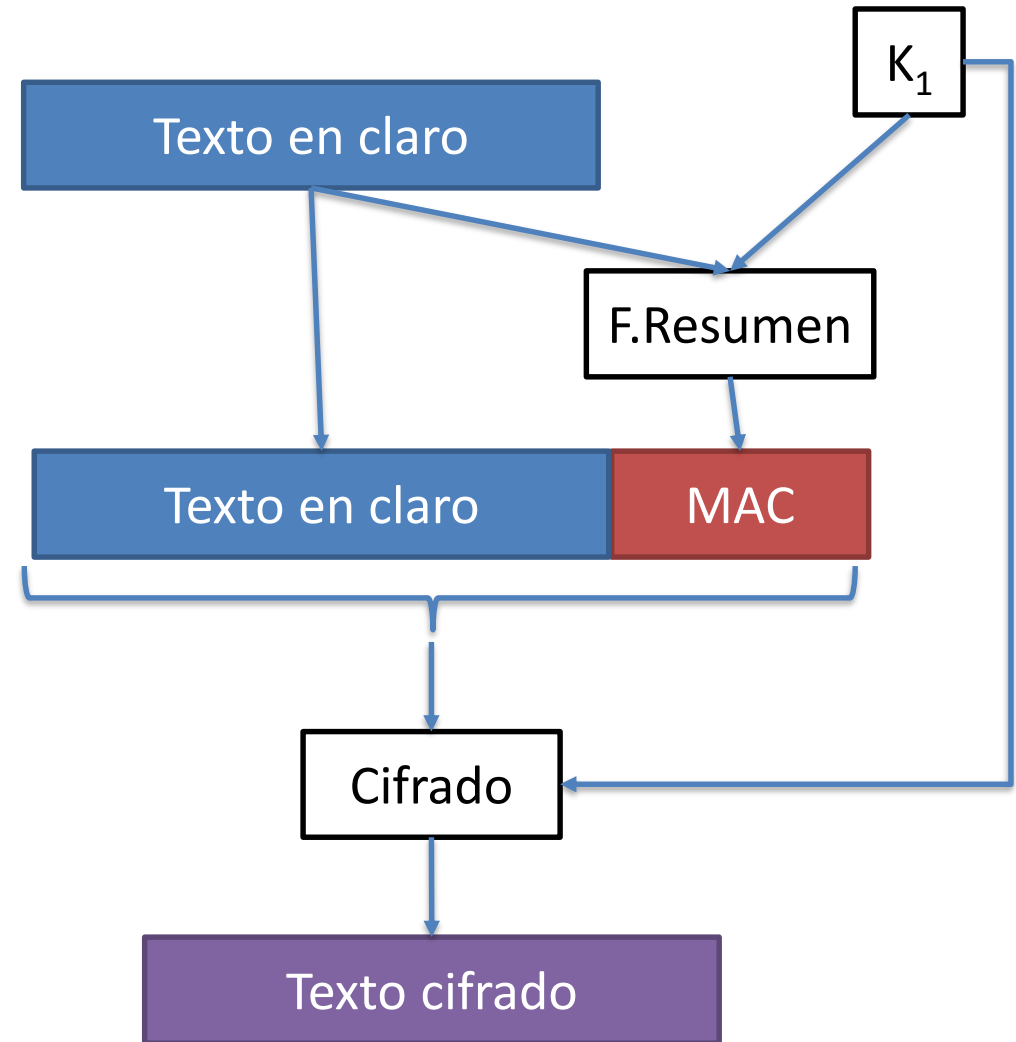 K₁
Texto en claro
F.Resumen
Texto en claro
MAC
Cifrado
Texto cifrado